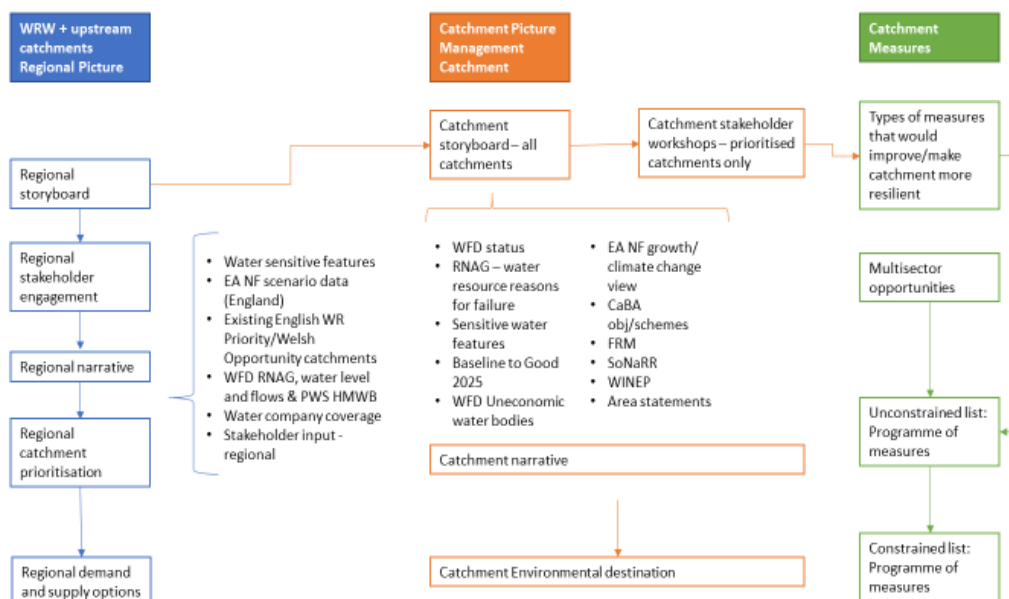 WRW + upstream
catchments
Regional Picture
Catchment Picture
Management
Catchment
Catchment
Measures
Regional
storyboard
Regional
stakeholder
engagement
Regional narrative
Regional
catchment
prioritisation
Regional demand
and supply options
• Water sensitive features
• EA NF scenario data
(England)
• Existing English WR
Priority/Welsh
Opportunity catchments
• WFD RNAG, water level
and flows & PWS HMWB
• Water company coverage
• Stakeholder input -
regional
Catchment
storyboard – all
catchments
Catchment stakeholder
workshops – prioritised
catchments only
• WFD status
• RNAG – water
resource reasons
for failure
• Sensitive water
features
• Baseline to Good
2025
• WFD Uneconomic
water bodies
• EA NF growth/
climate change
view
• CaBA
obj/schemes
• FRM
• SoNaRR
• WINEP
• Area statements
Catchment narrative
Catchment Environmental destination
Types of measures
that would
improve/make
catchment more
resilient
Multisector
opportunities
Unconstrained list:
Programme of
measures
Constrained list:
Programme of
measures